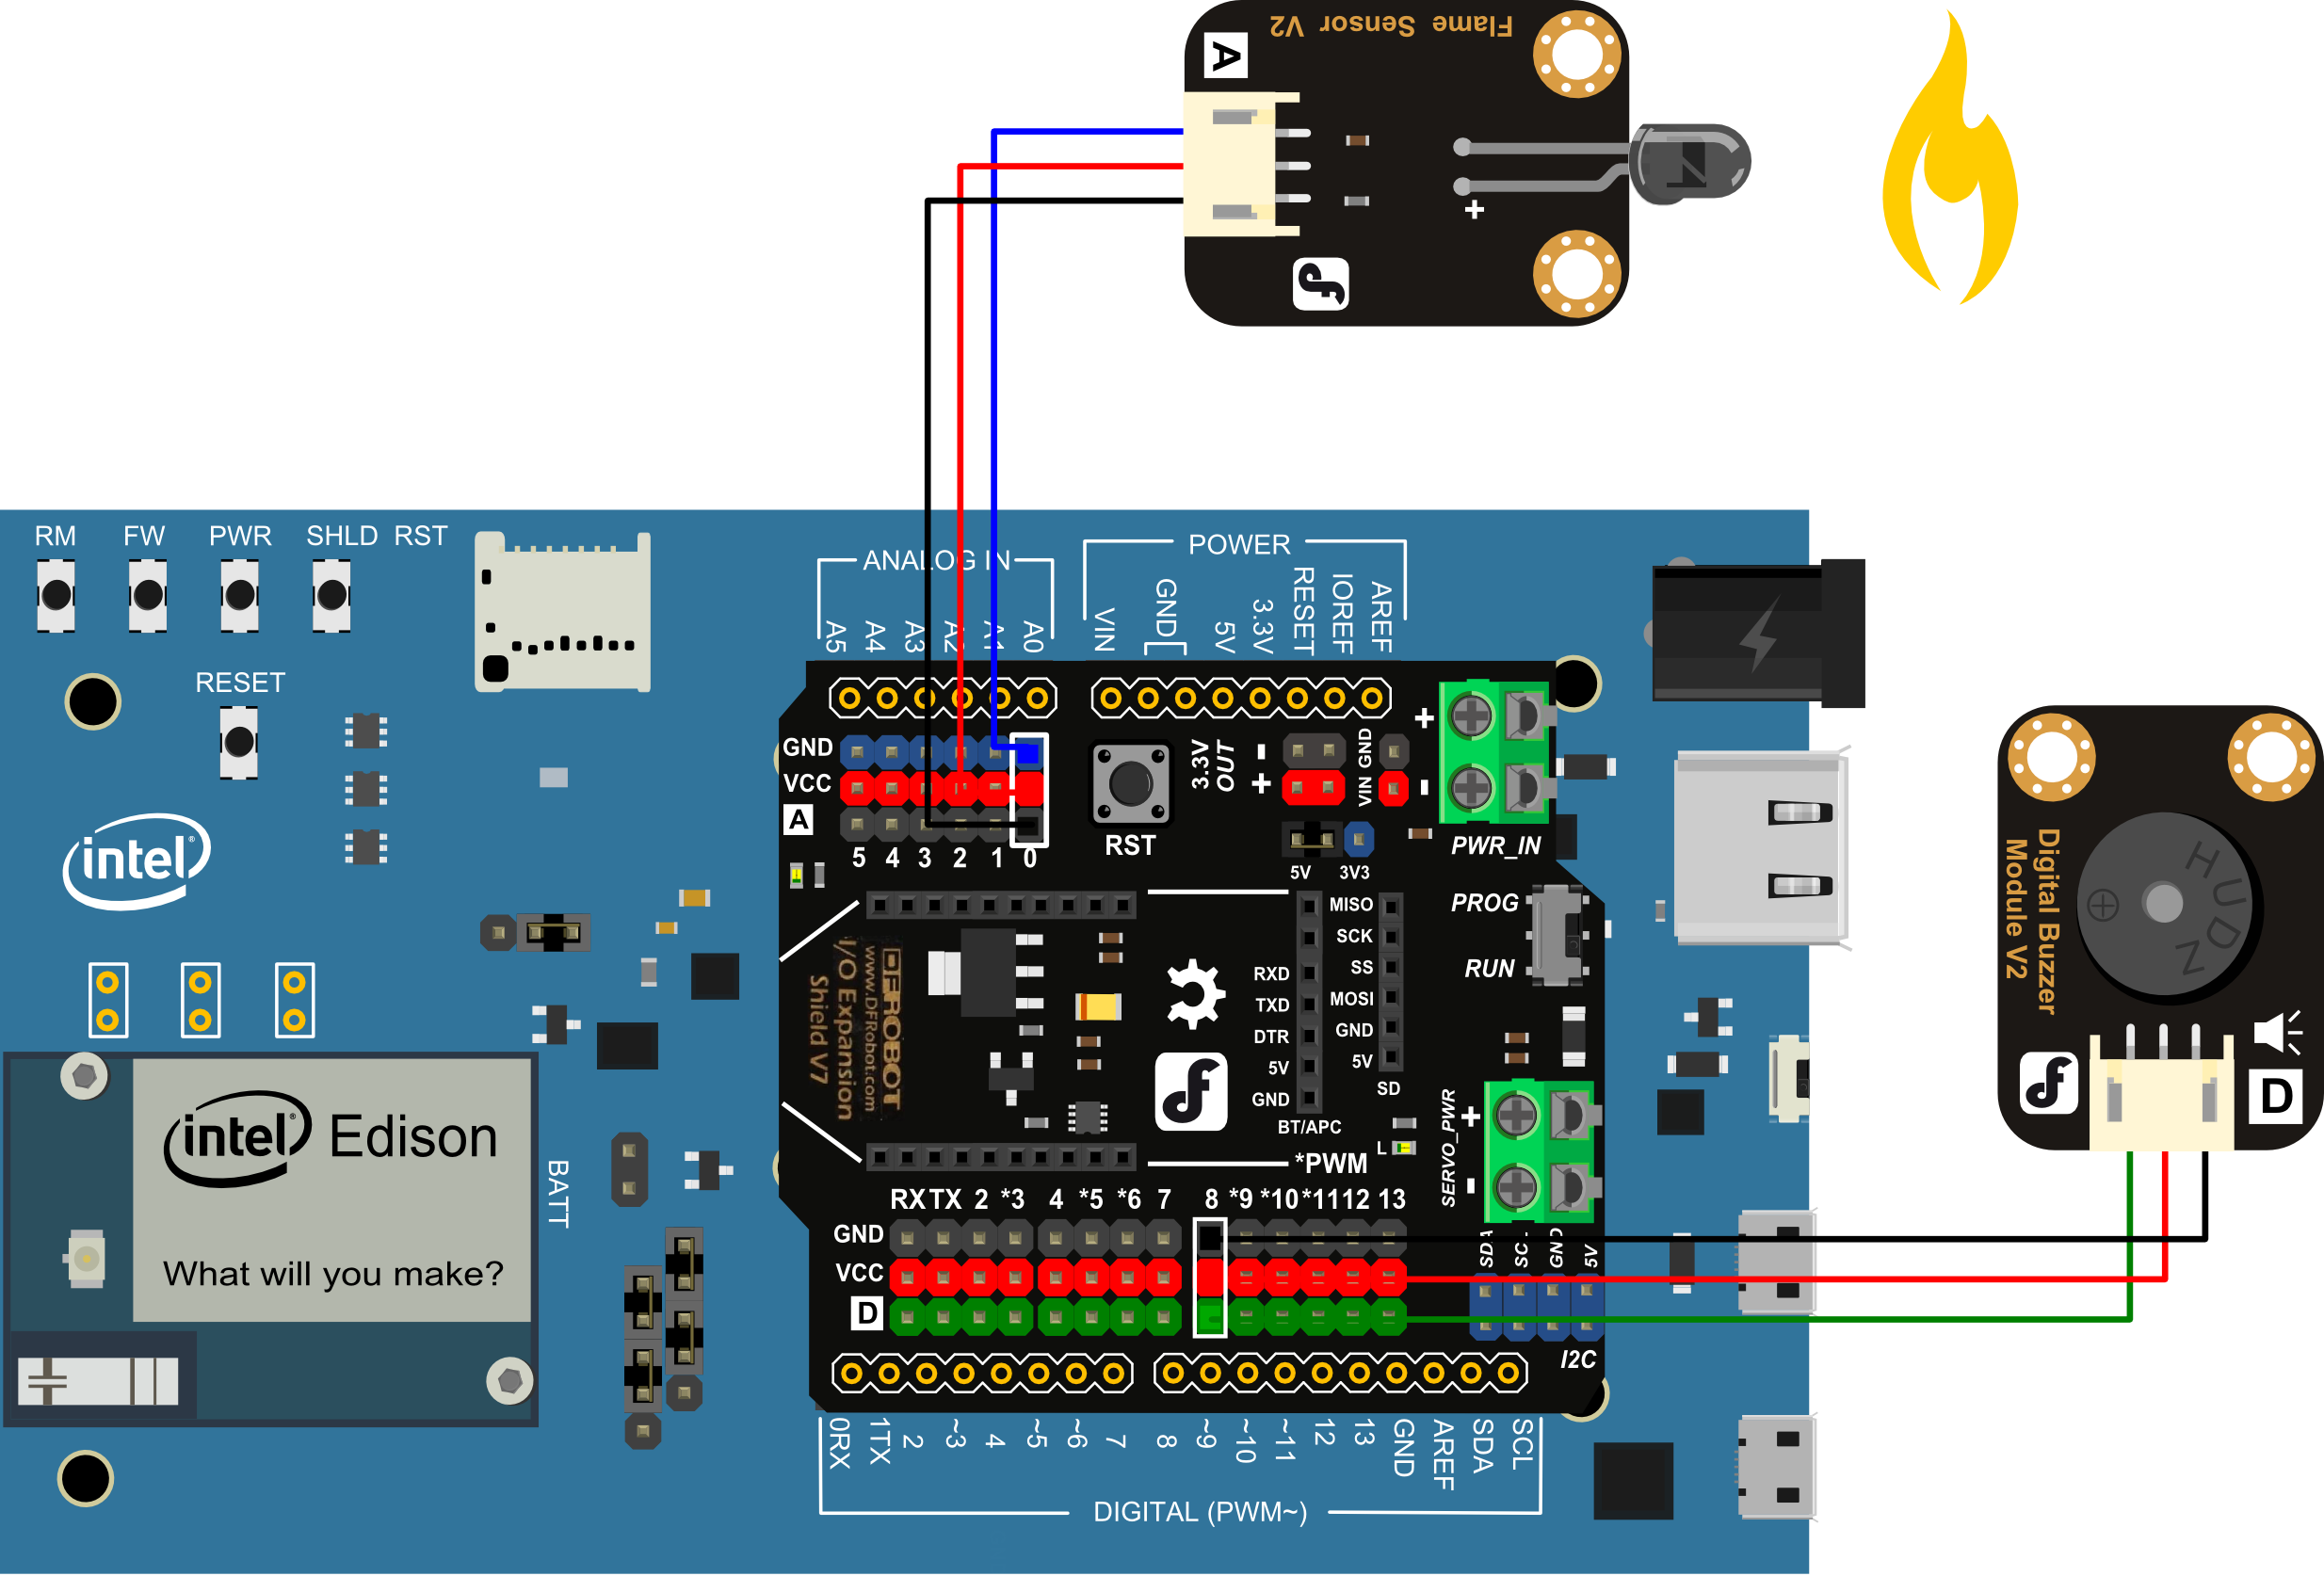 Flame Sensor V2
A
+
RM FW PWR SHLD RST
RESET
ANALOG IN
A5 A4 A3 A2 A1 A0
POWER
VIN GND 5V 3.3V RESET IOREF AREF
GND
VCC
A
5 4 3 2 1 0
RST
3.3V OUT
-
+
VIN GND
5V 3V3
+
-
PWR_IN
PROG
RUN
intel®
intel® Edison
What will you make?
BATT
DFROBOT
www.DFRobot.com
I/O Expansion
Shield V7
MISO
SCK
SS
MOSI
GND
5V
SD
RXD
TXD
DTR
5V
GND
BT/APC
L
*PWM
SERVO_PWR
+
-
RX TX 2 *3 4 *5 *6 7 8 *9 *10 *11 12 13
GND
VCC
D
SDA SCL GND 5V
I2C
0RX 1TX 2 ~3 4 ~5 ~6 7 8 ~9 ~10 ~11 12 13 GND AREF SDA SCL
DIGITAL (PWM~)
Digital Buzzer
Module V2
HUDN
D